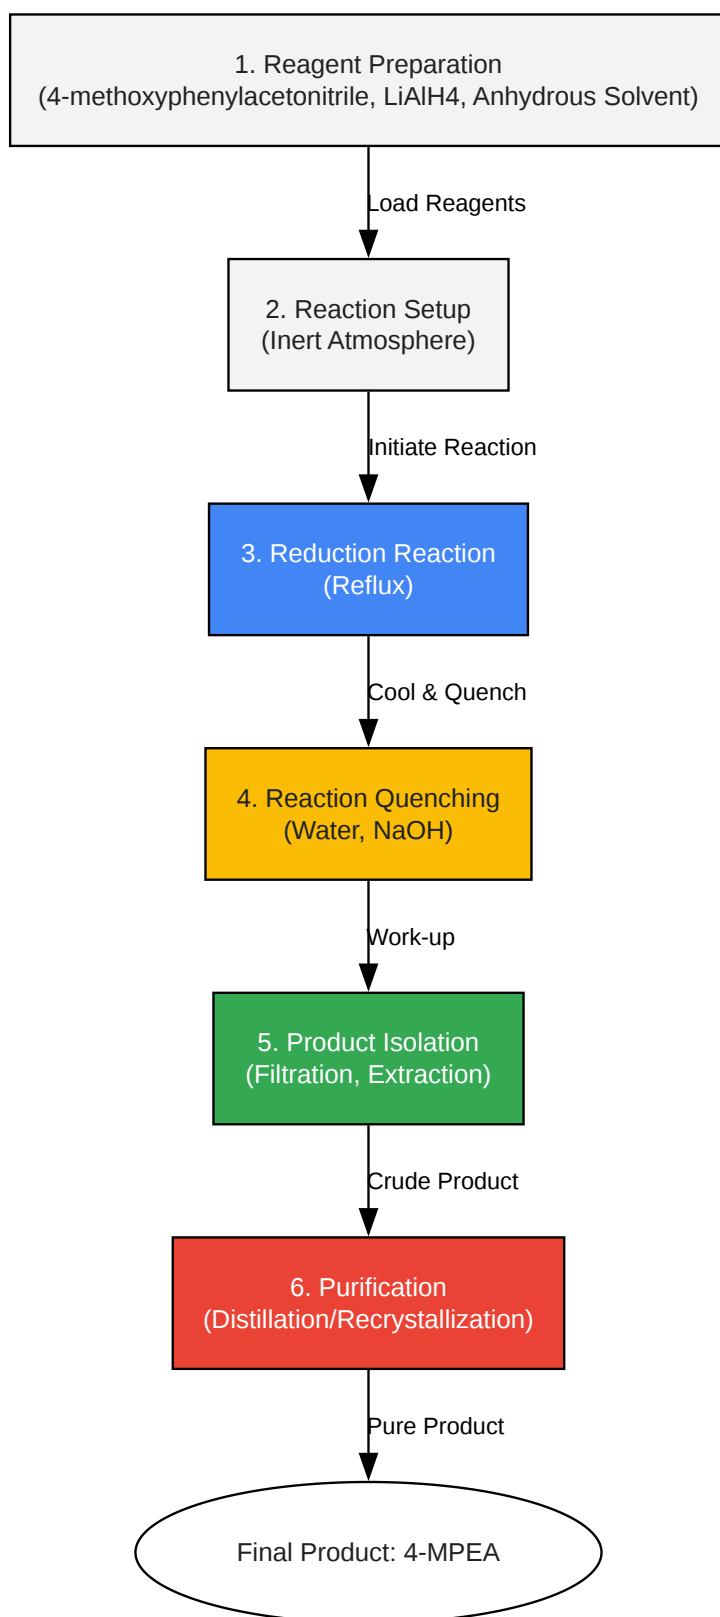 1. Reagent Preparation
(4-methoxyphenylacetonitrile, LiAlH4, Anhydrous Solvent)
Load Reagents
2. Reaction Setup
(Inert Atmosphere)
Initiate Reaction
3. Reduction Reaction
(Reflux)
Cool & Quench
4. Reaction Quenching
(Water, NaOH)
Work-up
5. Product Isolation
(Filtration, Extraction)
Crude Product
6. Purification
(Distillation/Recrystallization)
Pure Product
Final Product: 4-MPEA